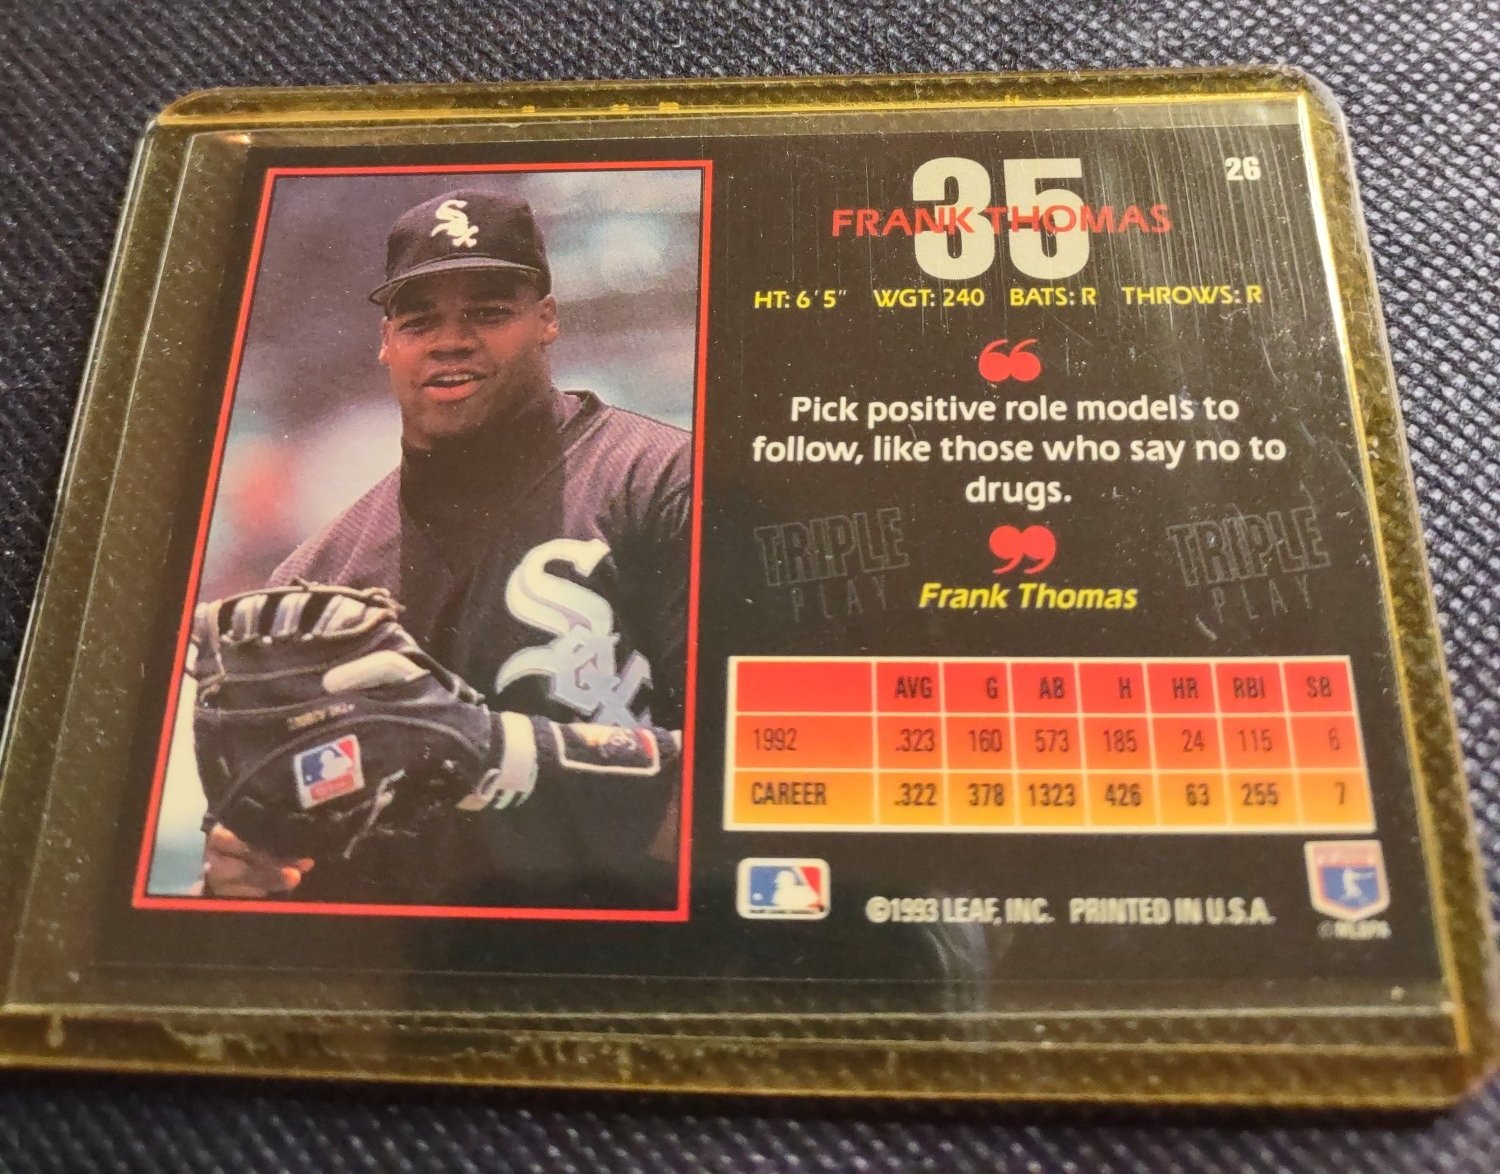 26
35
FRANK THOMAS
HT: 6'5" WGT: 240 BATS: R THROWS: R
“
Pick positive role models to
follow, like those who say no to
drugs.
”
Frank Thomas
TRIPLE PLAY
TRIPLE PLAY
AVG G AB H HR RBI SB
1992 .323 160 573 185 24 115 6
CAREER .322 378 1323 426 63 255 7
©1993 LEAF, INC. PRINTED IN U.S.A.
Sox
Sox